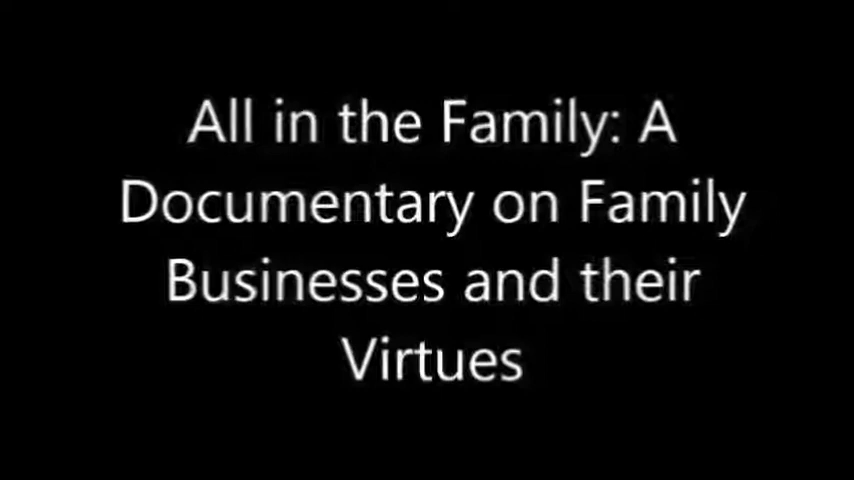 All in the Family: A
Documentary on Family
Businesses and their
Virtues